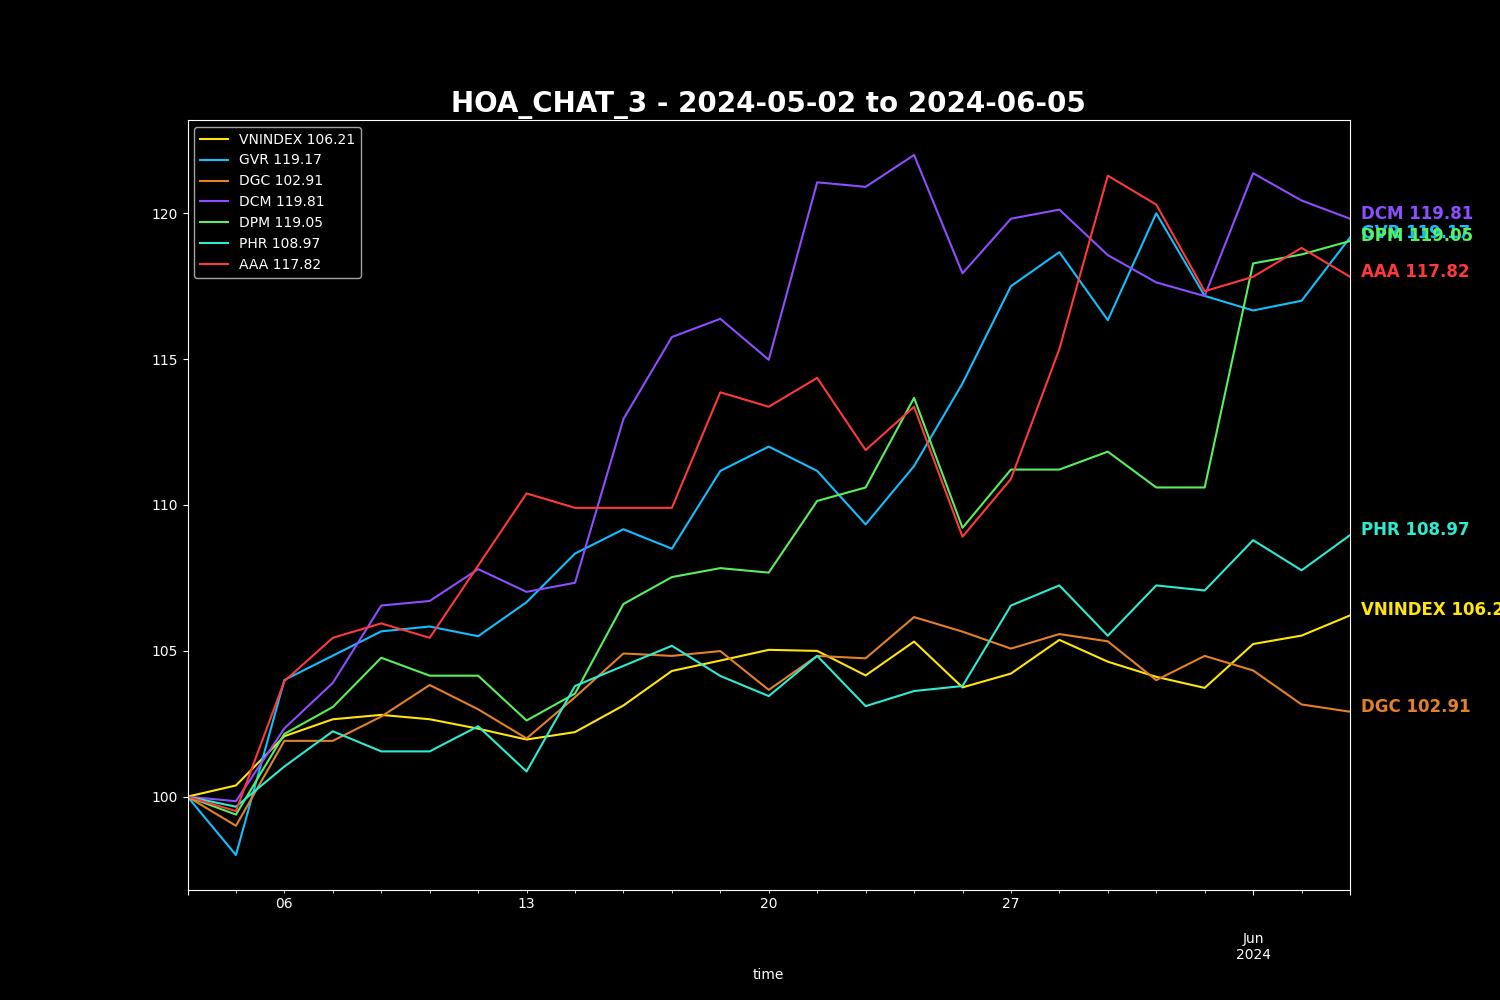 HOA_CHAT_3 - 2024-05-02 to 2024-06-05
VNINDEX 106.21
GVR 119.17
DGC 102.91
DCM 119.81
DPM 119.05
PHR 108.97
AAA 117.82
120
115
110
105
100
DCM 119.81
GVR 119.17
DPM 119.05
AAA 117.82
PHR 108.97
VNINDEX 106.2
DGC 102.91
06
13
20
27
Jun
2024
time